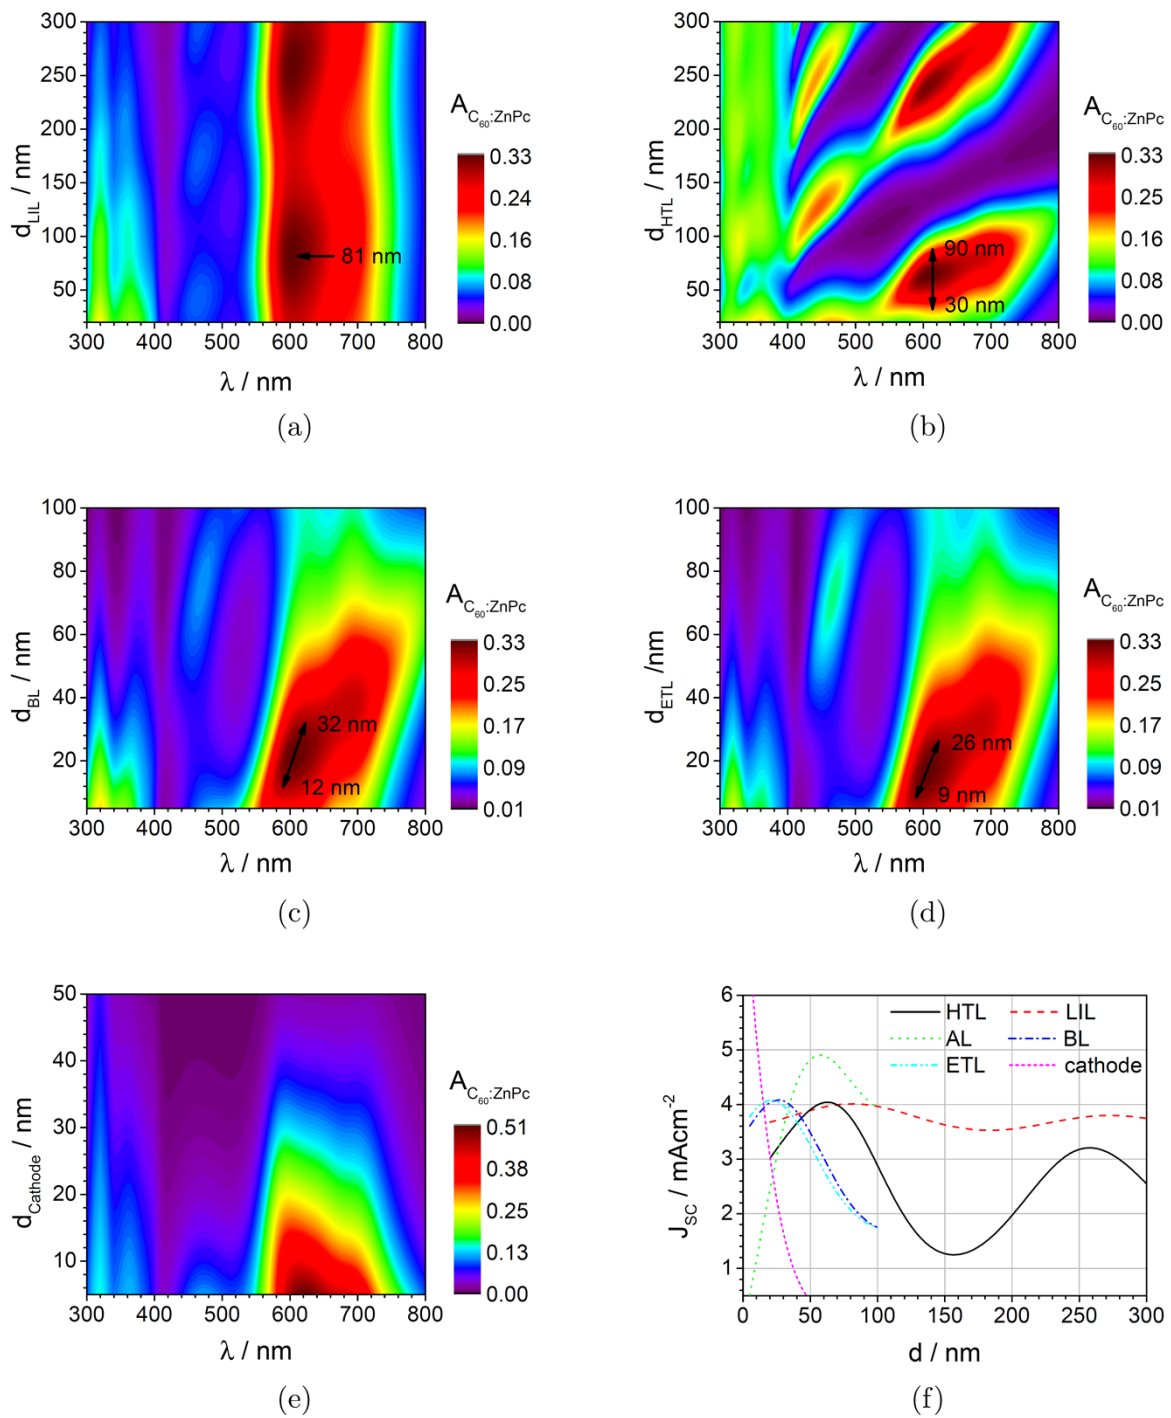 300
250
200
150
100
50
d_LIL / nm
81 nm
300 400 500 600 700 800
λ / nm
A_C₆₀:ZnPc
0.33
0.24
0.16
0.08
0.00
(a)
300
250
200
150
100
50
d_HTL / nm
90 nm
30 nm
300 400 500 600 700 800
λ / nm
A_C₆₀:ZnPc
0.33
0.24
0.16
0.08
0.00
(b)
100
80
60
40
20
d_BL / nm
32 nm
12 nm
300 400 500 600 700 800
λ / nm
A_C₆₀:ZnPc
0.33
0.25
0.17
0.09
0.01
(c)
100
80
60
40
20
d_ETL /nm
26 nm
9 nm
300 400 500 600 700 800
λ / nm
A_C₆₀:ZnPc
0.33
0.25
0.17
0.09
0.01
(d)
50
40
30
20
10
d_Cathode / nm
300 400 500 600 700 800
λ / nm
A_C₆₀:ZnPc
0.51
0.38
0.25
0.13
0.00
(e)
6
5
4
3
2
1
J_SC / mAcm⁻²
HTL LIL
AL BL
ETL cathode
0 50 100 150 200 250 300
d / nm
(f)